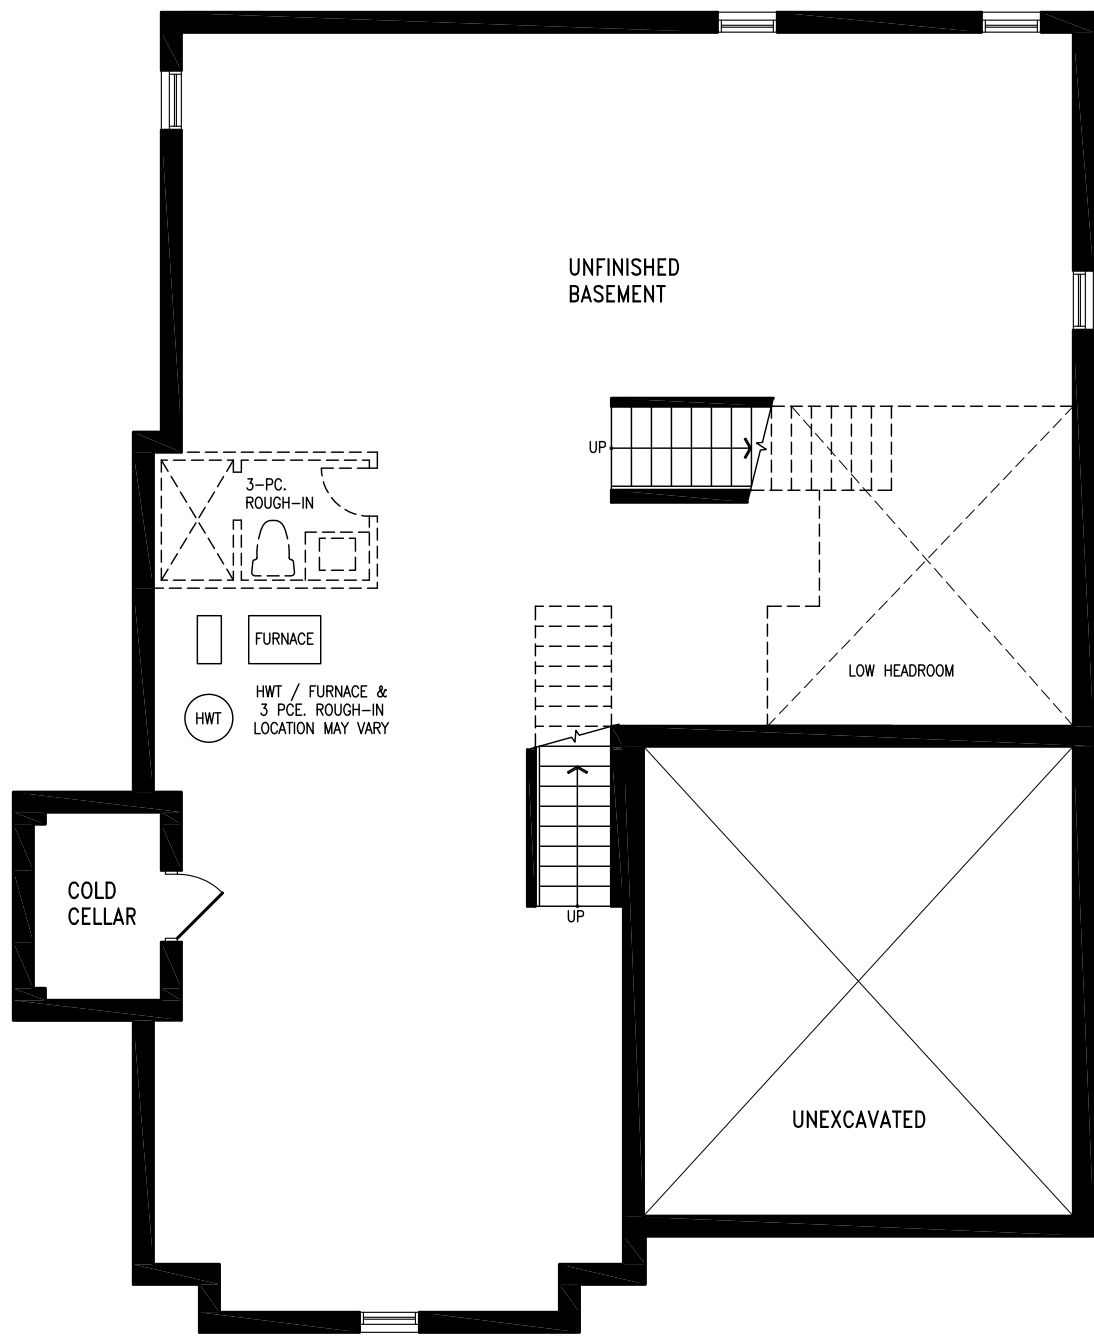 UNFINISHED
BASEMENT
UP
3-PC.
ROUGH-IN
FURNACE
LOW HEADROOM
HWT
HWT / FURNACE &
3 PCE. ROUGH-IN
LOCATION MAY VARY
COLD
CELLAR
UP
UNEXCAVATED